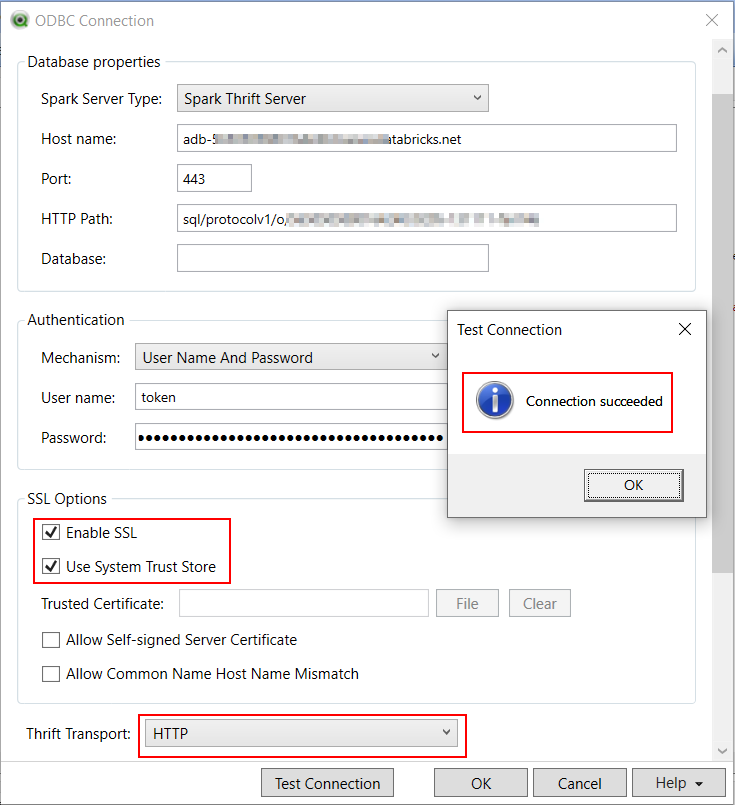 ODBC Connection
Database properties
Spark Server Type: Spark Thrift Server
Host name: adb-5 atabricks.net
Port: 443
HTTP Path: sql/protocolv1/o/
Database:
Authentication
Mechanism: User Name And Password
User name: token
Password: ●●●●●●●●●●●●●●●●●●●●●●●●●●●●●●●●●●●●●●
Test Connection
Connection succeeded
OK
SSL Options
Enable SSL
Use System Trust Store
Trusted Certificate: File Clear
Allow Self-signed Server Certificate
Allow Common Name Host Name Mismatch
Thrift Transport: HTTP
Test Connection OK Cancel Help